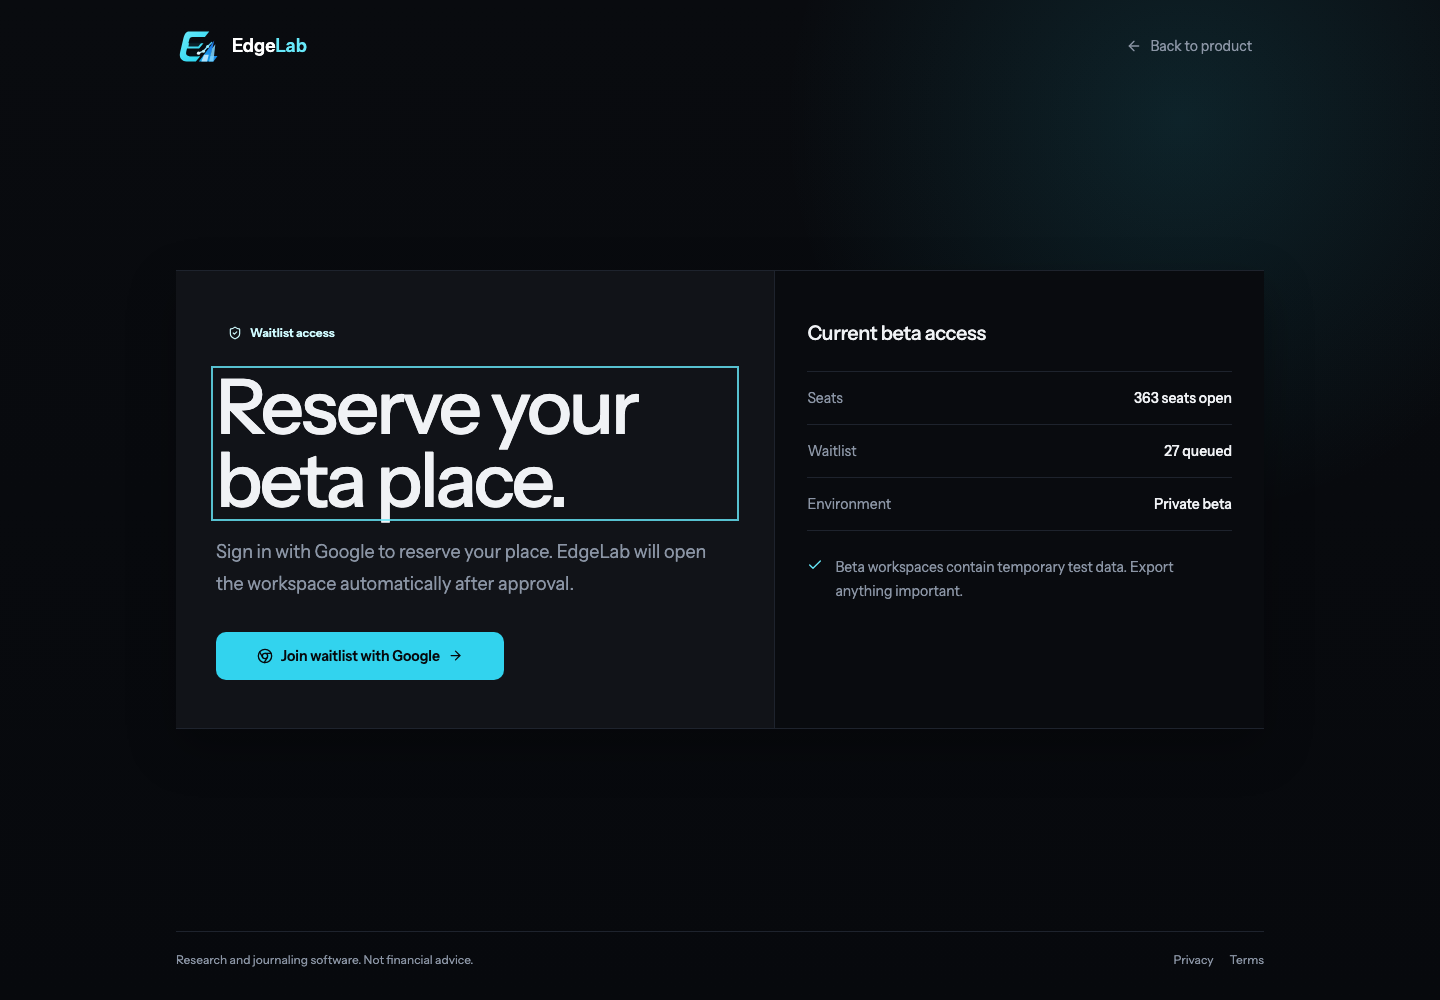 EdgeLab
Back to product
Waitlist access
Reserve your
beta place.
Sign in with Google to reserve your place. EdgeLab will open
the workspace automatically after approval.
Join waitlist with Google
Current beta access
Seats 363 seats open
Waitlist 27 queued
Environment Private beta
Beta workspaces contain temporary test data. Export
anything important.
Research and journaling software. Not financial advice.
Privacy Terms